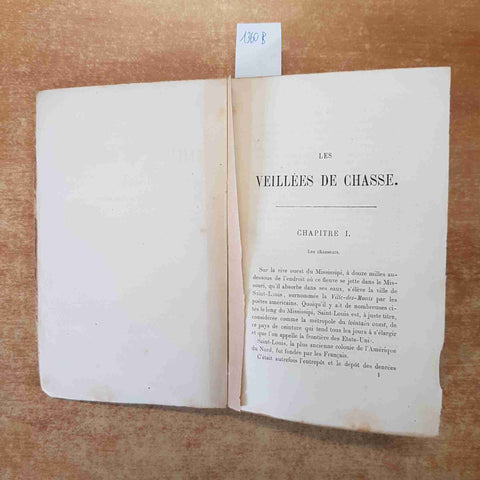 1360 B
LES
VEILLÉES DE CHASSE.
CHAPITRE I.
Les chasseurs.
Sur la rive ouest du Mississipi, à douze milles au-
dessous de l'endroit où ce fleuve se jette dans le Mis-
souri, qu'il absorbe dans ses eaux, s'élève la ville de
Saint-Louis, surnommée la Ville-des-Monts par les
poëtes américains. Quoiqu'il y ait de nombreuses ci-
tés le long du Mississipi, Saint-Louis est, à juste titre,
considérée comme la métropole du lointain ouest, de
ce pays de ceinture qui tend tous les jours à s'élargir
et que l'on appelle la frontière des États-Unis.
Saint-Louis, la plus ancienne colonie de l'Amérique
du Nord, fut fondée par les Français.
C'était autrefois l'entrepôt et le dépôt des denrées
1